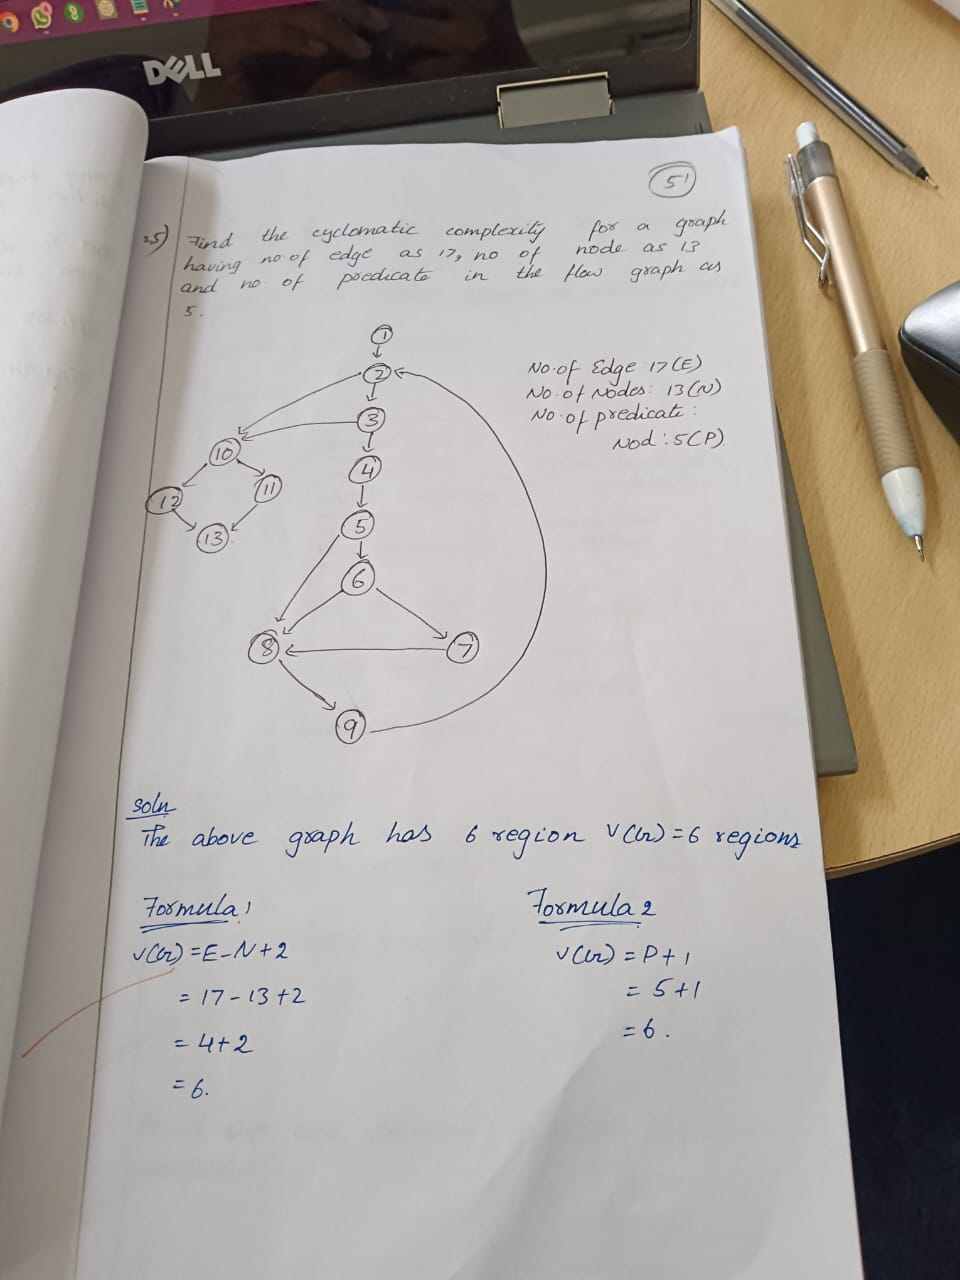 DELL
51
25) Find the cyclomatic complexity for a graph
having no of edge as 17, no of node as 13
and no of predicate in the flow graph as
5.
1
2
3
10
4
12
11
5
13
6
8
7
9
No.of Edge: 17(E)
No.of Nodes: 13(N)
No.of predicate:
Nod: 5(P)
Soln
The above graph has 6 region V(G)=6 regions
Formula 1
V(G)=E-N+2
= 17-13+2
= 4+2
= 6.
Formula 2
V(G) = P+1
= 5+1
= 6.